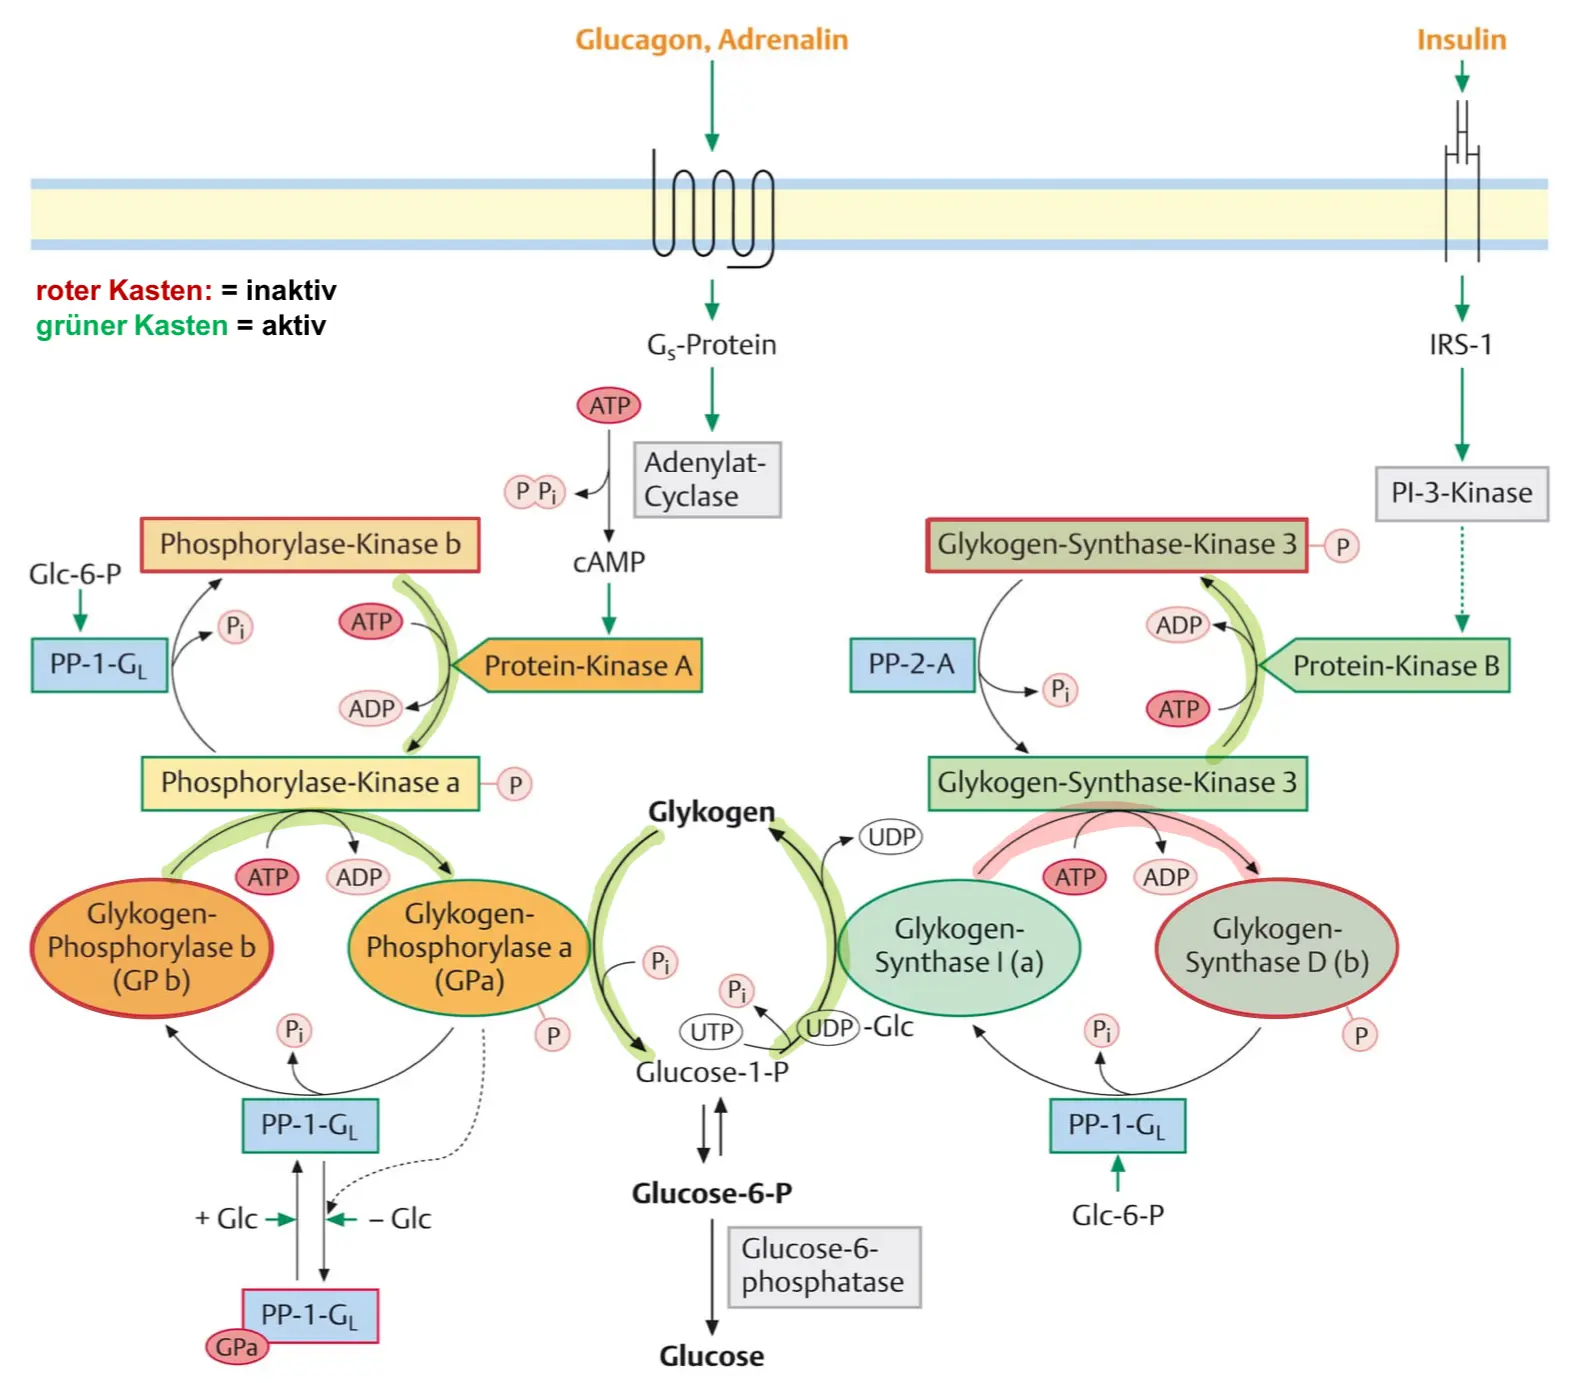 Glucagon, Adrenalin
Insulin
roter Kasten: = inaktiv
grüner Kasten = aktiv
Gs-Protein
IRS-1
ATP
Adenylat-
Cyclase
P Pi
PI-3-Kinase
cAMP
Phosphorylase-Kinase b
Glykogen-Synthase-Kinase 3
P
Glc-6-P
Pi
ATP
ADP
PP-1-GL
Protein-Kinase A
PP-2-A
Protein-Kinase B
ADP
Pi
ATP
Phosphorylase-Kinase a
P
Glykogen-Synthase-Kinase 3
Glykogen
UDP
ATP
ADP
ATP
ADP
Glykogen-
Phosphorylase b
(GP b)
Glykogen-
Phosphorylase a
(GPa)
Glykogen-
Synthase I (a)
Glykogen-
Synthase D (b)
Pi
Pi
UTP
UDP -Glc
Pi
P
Pi
P
Glucose-1-P
PP-1-GL
PP-1-GL
Glucose-6-P
+ Glc
– Glc
Glc-6-P
Glucose-6-
phosphatase
PP-1-GL
GPa
Glucose